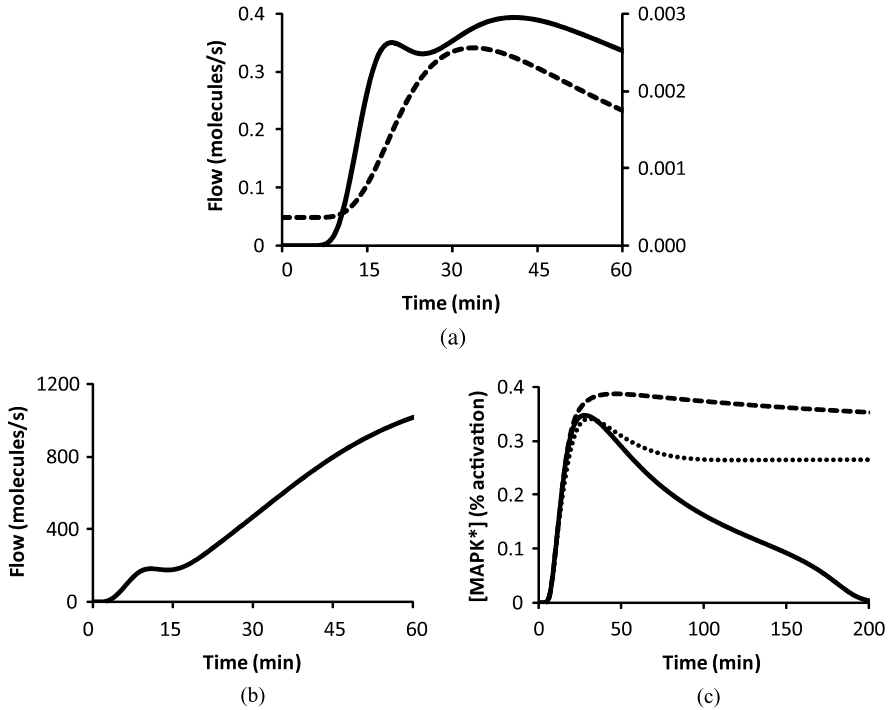 0.4
0.3
0.2
0.1
0
0.003
0.002
0.001
0.000
Flow (molecules/s)
0 15 30 45 60
Time (min)
(a)
1200
800
400
0
Flow (molecules/s)
0 15 30 45 60
Time (min)
(b)
0.4
0.3
0.2
0.1
0
[MAPK*] (% activation)
0 50 100 150 200
Time (min)
(c)